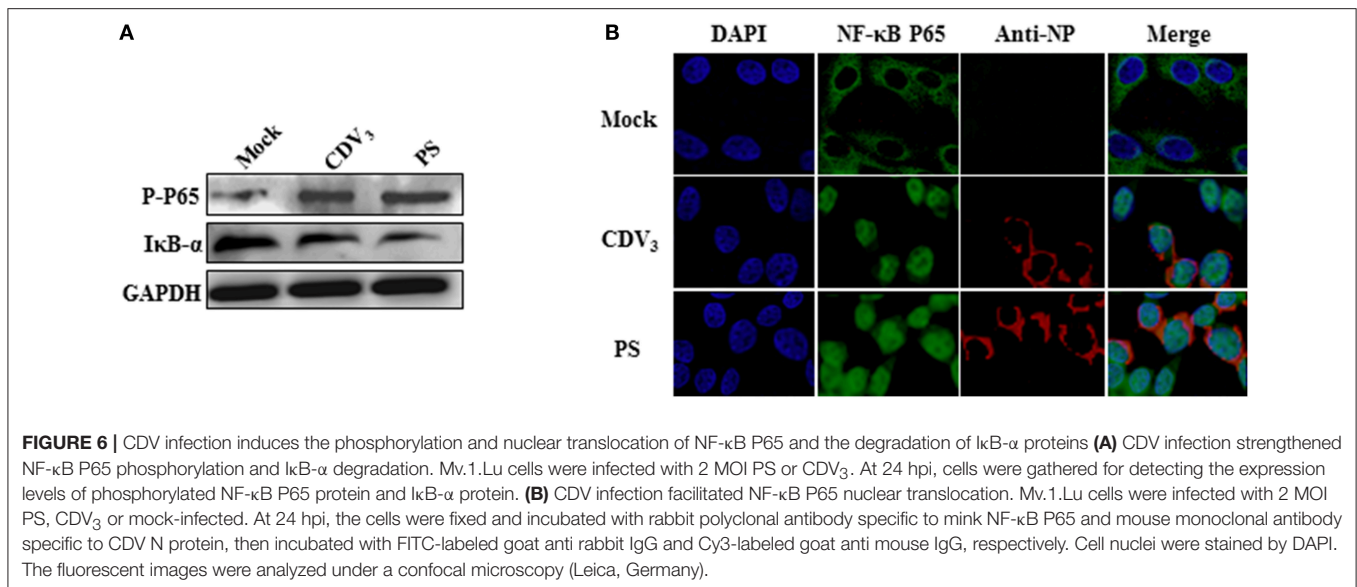 A
Mock CDV₃ PS
P-P65
IκB-α
GAPDH
B
DAPI NF-κB P65 Anti-NP Merge
Mock
CDV₃
PS
FIGURE 6 | CDV infection induces the phosphorylation and nuclear translocation of NF-κB P65 and the degradation of IκB-α proteins (A) CDV infection strengthened
NF-κB P65 phosphorylation and IκB-α degradation. Mv.1.Lu cells were infected with 2 MOI PS or CDV₃. At 24 hpi, cells were gathered for detecting the expression
levels of phosphorylated NF-κB P65 protein and IκB-α protein. (B) CDV infection facilitated NF-κB P65 nuclear translocation. Mv.1.Lu cells were infected with 2 MOI
PS, CDV₃ or mock-infected. At 24 hpi, the cells were fixed and incubated with rabbit polyclonal antibody specific to mink NF-κB P65 and mouse monoclonal antibody
specific to CDV N protein, then incubated with FITC-labeled goat anti rabbit IgG and Cy3-labeled goat anti mouse IgG, respectively. Cell nuclei were stained by DAPI.
The fluorescent images were analyzed under a confocal microscopy (Leica, Germany).